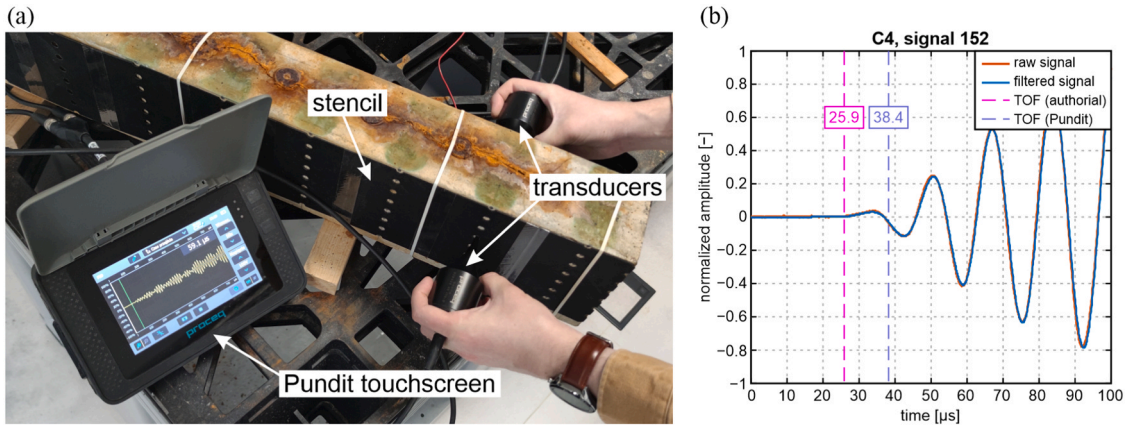 (a)
stencil
transducers
Pundit touchscreen
proceq
proceq
59.1 µs
(b)
C4, signal 152
raw signal
filtered signal
TOF (authorial)
TOF (Pundit)
25.9
38.4
normalized amplitude [−]
1
0.8
0.6
0.4
0.2
0
−0.2
−0.4
−0.6
−0.8
−1
0 10 20 30 40 50 60 70 80 90 100
time [µs]